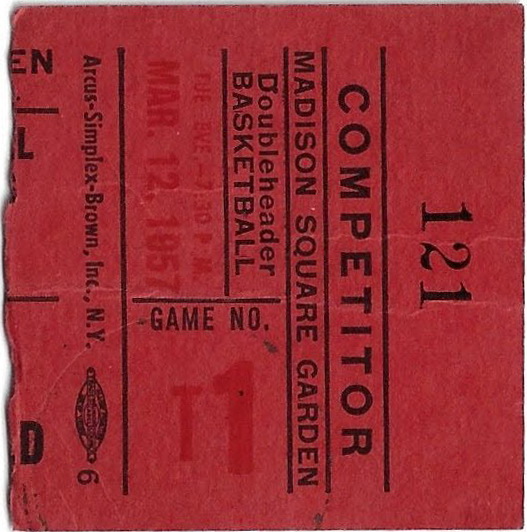 121
COMPETITOR
MADISON SQUARE GARDEN
Doubleheader
BASKETBALL
TUE. EVE.-7:30 P.M.
MAR. 12, 1957
GAME NO.
T1
Arcus-Simplex-Brown, Inc., N.Y. 6
EN
L
D